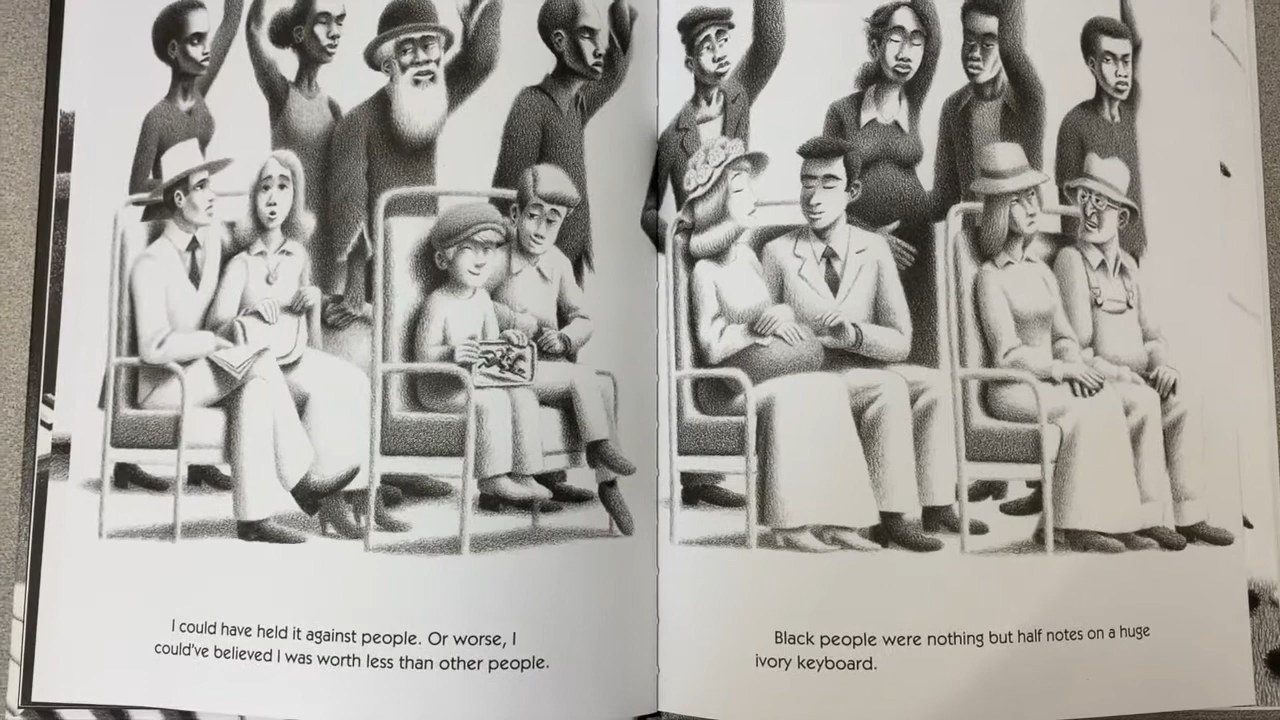 I could have held it against people. Or worse, I
could've believed I was worth less than other people.
Black people were nothing but half notes on a huge
ivory keyboard.